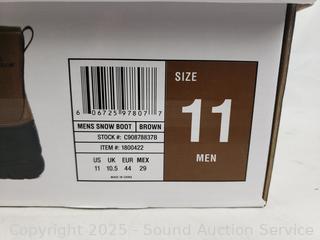 6 06725 97807 7
MENS SNOW BOOT BROWN
STOCK #: C90878837B
ITEM #: 1800422
US UK EUR MEX
11 10.5 44 29
MADE IN CHINA
SIZE
11
MEN
Copyright 2025 - Sound Auction Service